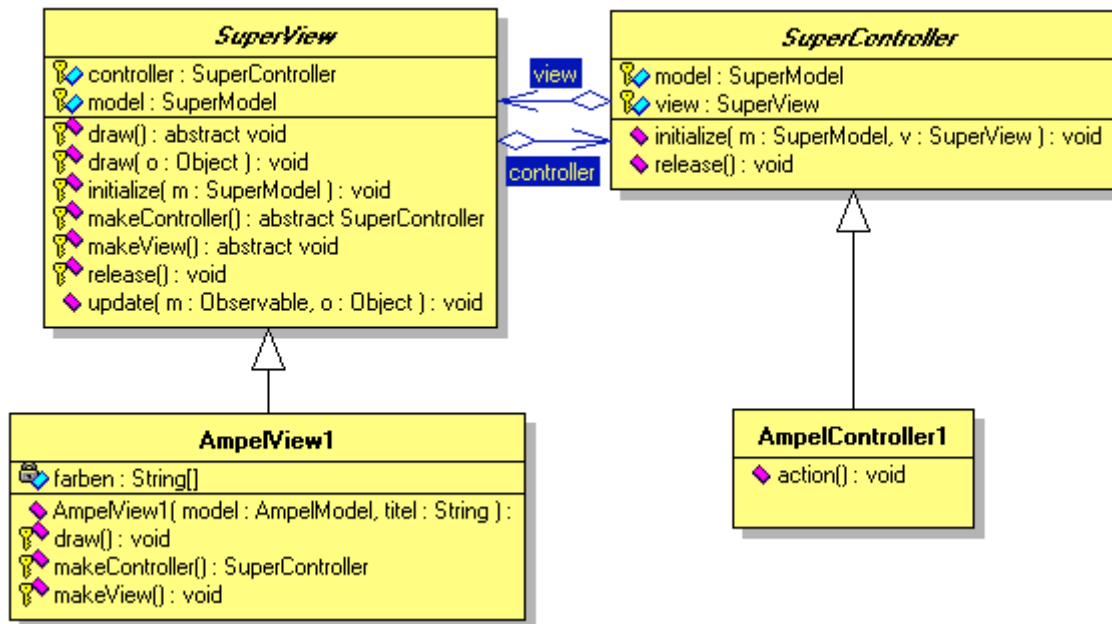 SuperView
controller : SuperController
model : SuperModel
draw() : abstract void
draw( o : Object ) : void
initialize( m : SuperModel ) : void
makeController() : abstract SuperController
makeView() : abstract void
release() : void
update( m : Observable, o : Object ) : void
view
controller
SuperController
model : SuperModel
view : SuperView
initialize( m : SuperModel, v : SuperView ) : void
release() : void
AmpelView1
farben : String[]
AmpelView1( model : AmpelModel, titel : String ) :
draw() : void
makeController() : SuperController
makeView() : void
AmpelController1
action() : void